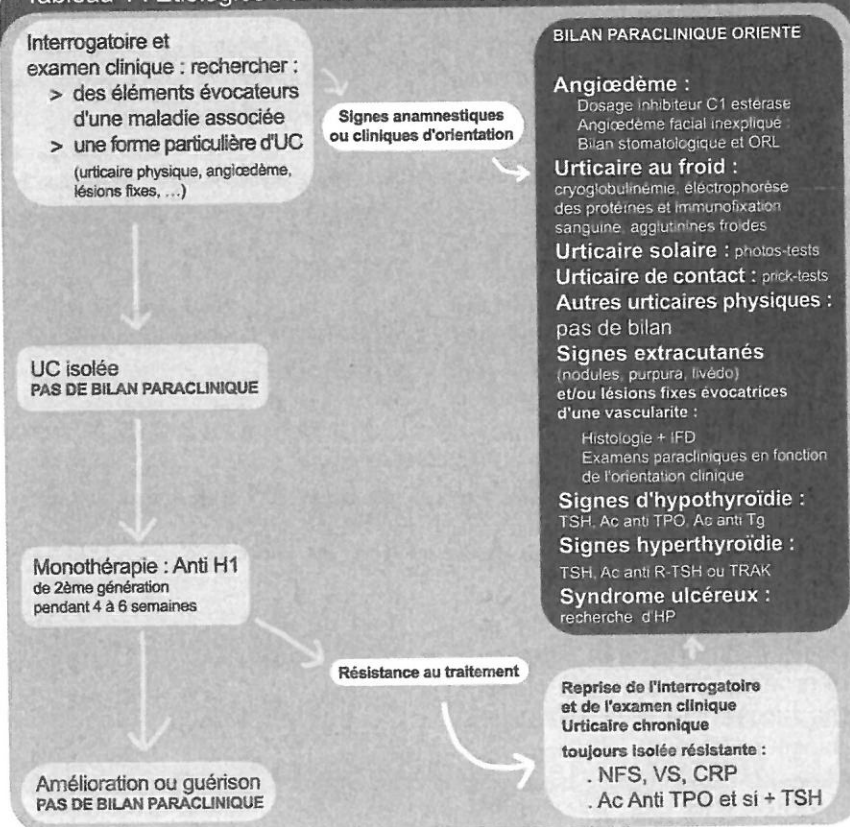 Interrogatoire et
examen clinique : rechercher :
> des éléments évocateurs
d'une maladie associée
> une forme particulière d'UC
(urticaire physique, angiœdème,
lésions fixes, ...)
Signes anamnestiques
ou cliniques d'orientation
UC isolée
PAS DE BILAN PARACLINIQUE
Monothérapie : Anti H1
de 2ème génération
pendant 4 à 6 semaines
Résistance au traitement
Amélioration ou guérison
PAS DE BILAN PARACLINIQUE
BILAN PARACLINIQUE ORIENTE
Angiœdème :
Dosage inhibiteur C1 estérase
Angiœdème facial inexpliqué :
Bilan stomatologique et ORL
Urticaire au froid :
cryoglobulinémie, électrophorèse
des protéines et immunofixation
sanguine, agglutinines froides
Urticaire solaire : photos-tests
Urticaire de contact : prick-tests
Autres urticaires physiques :
pas de bilan
Signes extracutanés
(nodules, purpura, livédo)
et/ou lésions fixes évocatrices
d'une vascularite :
Histologie + IFD
Examens paracliniques en fonction
de l'orientation clinique
Signes d'hypothyroïdie :
TSH, Ac anti TPO, Ac anti Tg
Signes hyperthyroïdie :
TSH, Ac anti R-TSH ou TRAK
Syndrome ulcéreux :
recherche d'HP
Reprise de l'interrogatoire
et de l'examen clinique
Urticaire chronique
toujours isolée résistante :
. NFS, VS, CRP
. Ac Anti TPO et si + TSH